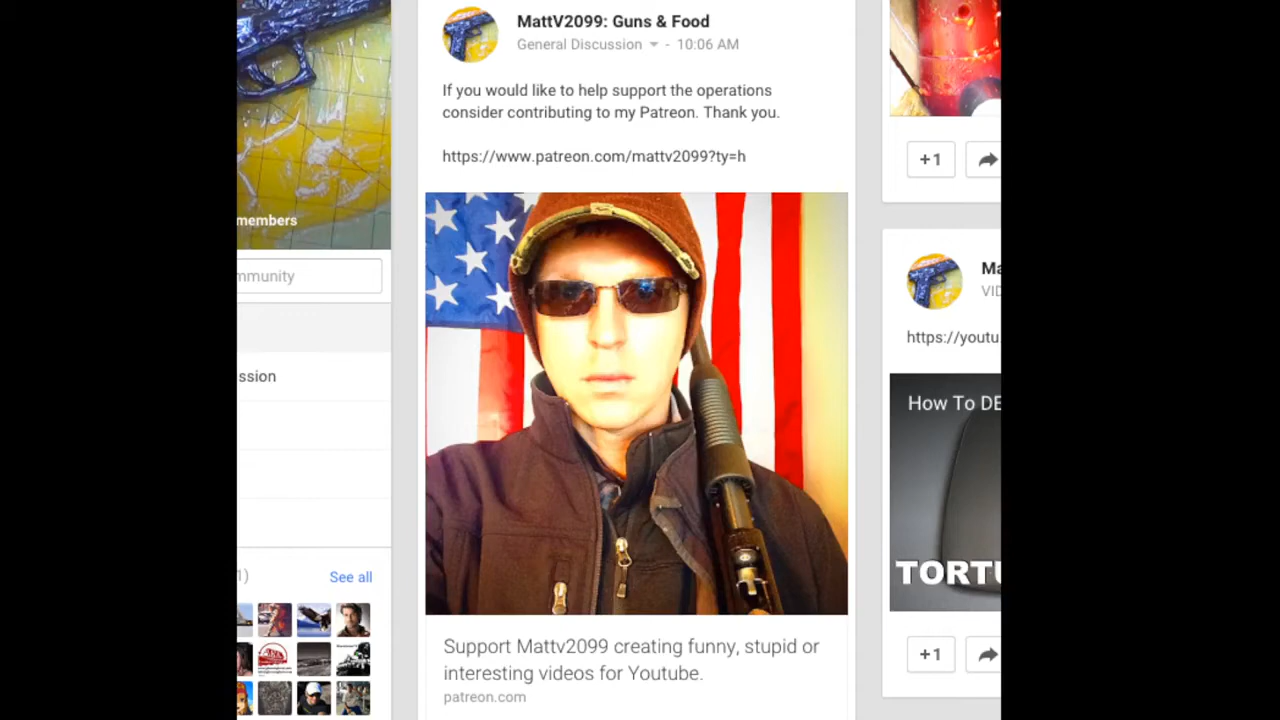 members
mmunity
ssion
1)
See all
MattV2099: Guns & Food
General Discussion - 10:06 AM
If you would like to help support the operations
consider contributing to my Patreon. Thank you.
https://www.patreon.com/mattv2099?ty=h
Support Mattv2099 creating funny, stupid or
interesting videos for Youtube.
patreon.com
+1
Ma
VID
https://youtu.
How To DE
TORTU
+1